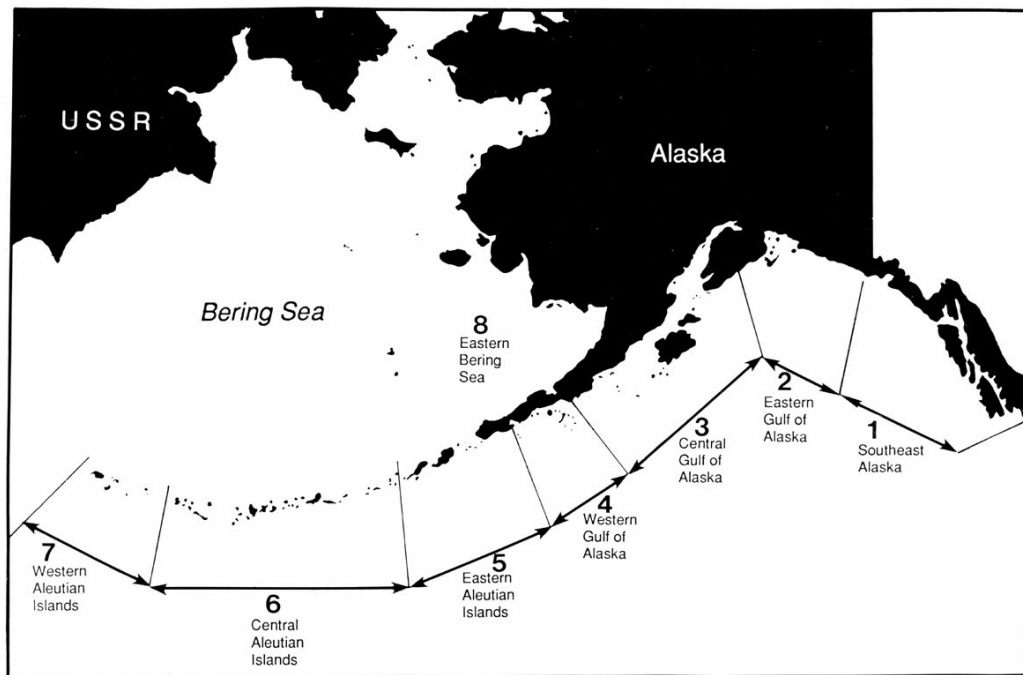 USSR
Alaska
Bering Sea
8
Eastern
Bering
Sea
2
Eastern
Gulf of
Alaska
1
Southeast
Alaska
3
Central
Gulf of
Alaska
4
Western
Gulf of
Alaska
5
Eastern
Aleutian
Islands
6
Central
Aleutian
Islands
7
Western
Aleutian
Islands